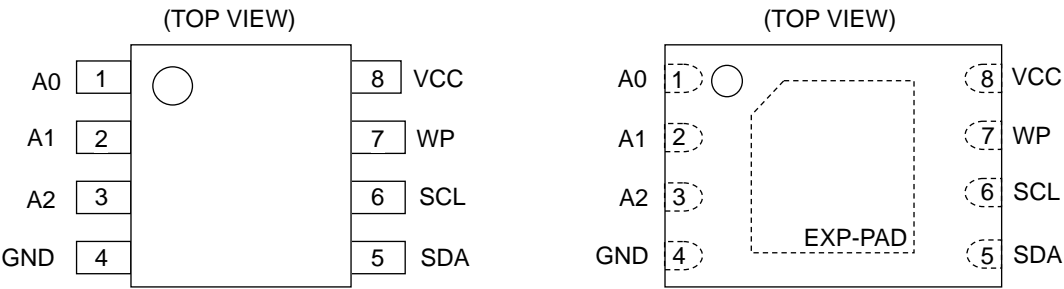 (TOP VIEW)
A0 1 8 VCC
A1 2 7 WP
A2 3 6 SCL
GND 4 5 SDA
(TOP VIEW)
A0 1 8 VCC
A1 2 7 WP
A2 3 6 SCL
GND 4 EXP-PAD 5 SDA